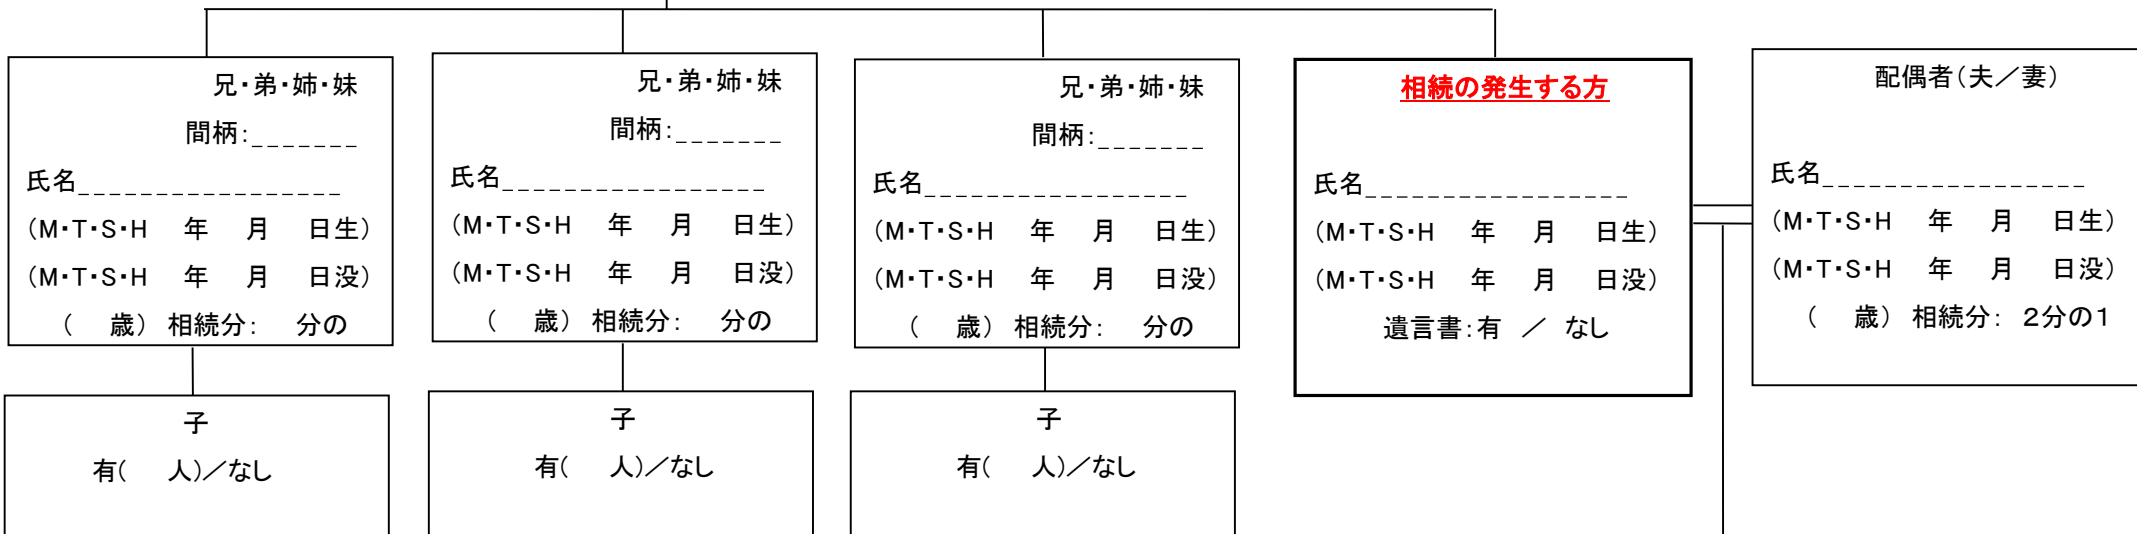 兄・弟・姉・妹
間柄:_______
氏名_________________
(M・T・S・H 年 月 日生)
(M・T・S・H 年 月 日没)
( 歳) 相続分: 分の
子
有( 人)／なし
兄・弟・姉・妹
間柄:_______
氏名_________________
(M・T・S・H 年 月 日生)
(M・T・S・H 年 月 日没)
( 歳) 相続分: 分の
子
有( 人)／なし
兄・弟・姉・妹
間柄:_______
氏名_________________
(M・T・S・H 年 月 日生)
(M・T・S・H 年 月 日没)
( 歳) 相続分: 分の
子
有( 人)／なし
相続の発生する方
氏名_________________
(M・T・S・H 年 月 日生)
(M・T・S・H 年 月 日没)
遺言書:有 ／ なし
配偶者(夫／妻)
氏名_________________
(M・T・S・H 年 月 日生)
(M・T・S・H 年 月 日没)
( 歳) 相続分: 2分の1